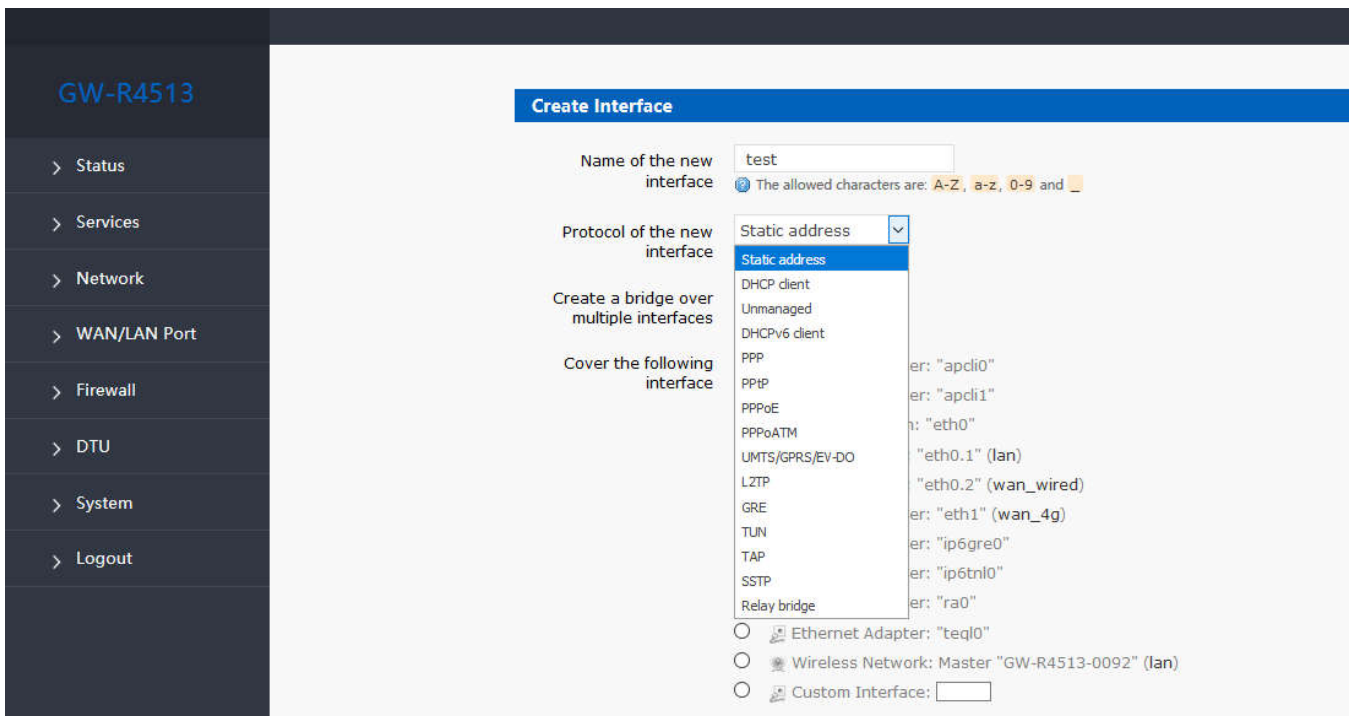 GW-R4513
Status
Services
Network
WAN/LAN Port
Firewall
DTU
System
Logout
Create Interface
Name of the new
interface
test
The allowed characters are: A-Z, a-z, 0-9 and _
Protocol of the new
interface
Static address
Static address
DHCP client
Unmanaged
DHCPv6 client
PPP
PPtP
PPPoE
PPPoATM
UMTS/GPRS/EV-DO
L2TP
GRE
TUN
TAP
SSTP
Relay bridge
Create a bridge over
multiple interfaces
Cover the following
interface
er: "apcli0"
er: "apcli1"
: "eth0"
"eth0.1" (lan)
"eth0.2" (wan_wired)
er: "eth1" (wan_4g)
er: "ip6gre0"
er: "ip6tnl0"
er: "ra0"
Ethernet Adapter: "teql0"
Wireless Network: Master "GW-R4513-0092" (lan)
Custom Interface: